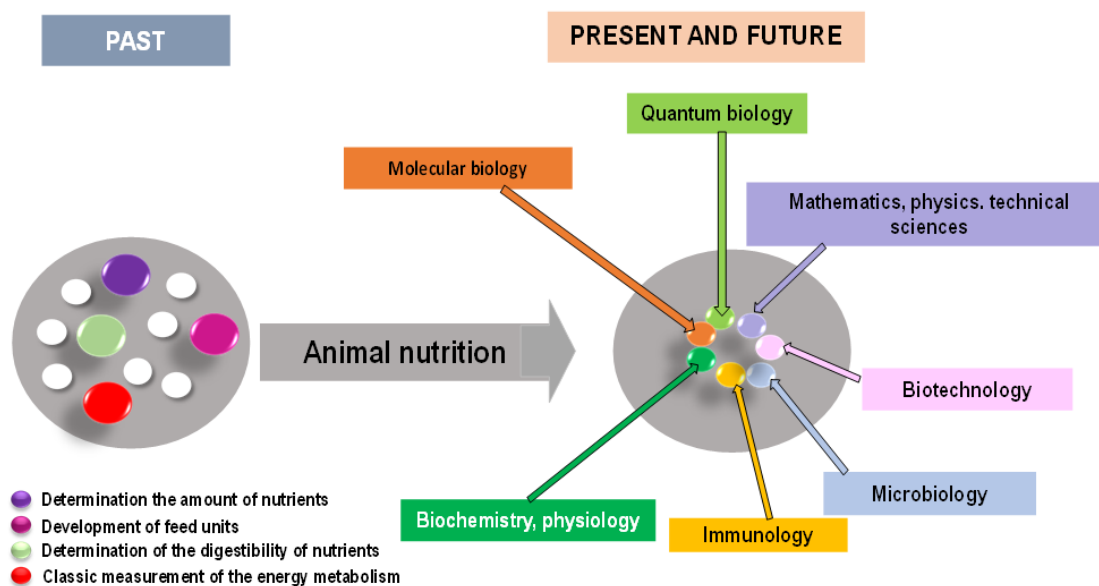 PAST
PRESENT AND FUTURE
Quantum biology
Molecular biology
Mathematics, physics. technical
sciences
Animal nutrition
Biotechnology
Microbiology
Biochemistry, physiology
Immunology
Determination the amount of nutrients
Development of feed units
Determination of the digestibility of nutrients
Classic measurement of the energy metabolism